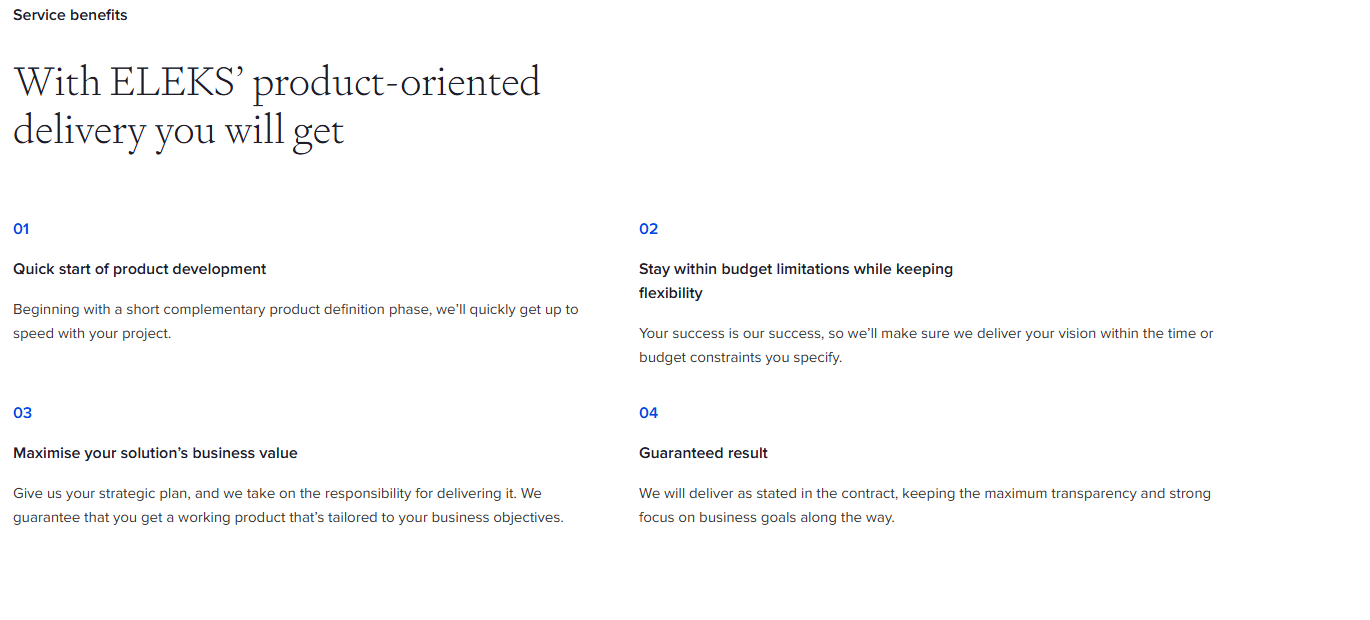 Service benefits
With ELEKS’ product-oriented
delivery you will get
01
Quick start of product development
Beginning with a short complementary product definition phase, we’ll quickly get up to
speed with your project.
02
Stay within budget limitations while keeping
flexibility
Your success is our success, so we’ll make sure we deliver your vision within the time or
budget constraints you specify.
03
Maximise your solution’s business value
Give us your strategic plan, and we take on the responsibility for delivering it. We
guarantee that you get a working product that’s tailored to your business objectives.
04
Guaranteed result
We will deliver as stated in the contract, keeping the maximum transparency and strong
focus on business goals along the way.